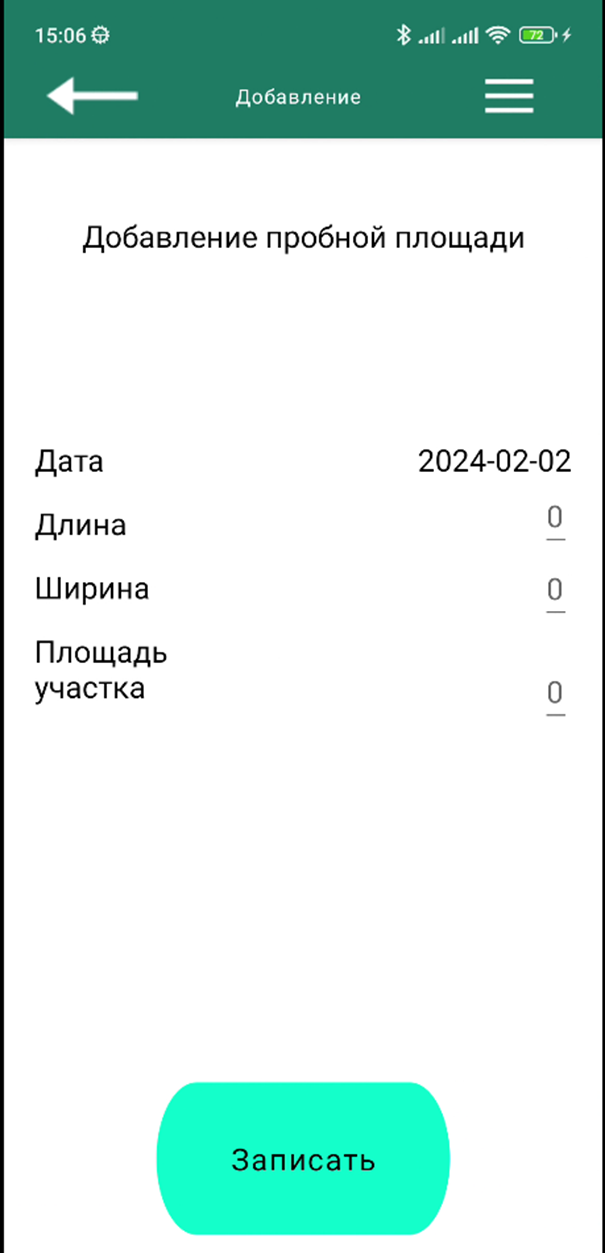 15:06 72
Добавление
Добавление пробной площади
Дата 2024-02-02
Длина 0
Ширина 0
Площадь
участка 0
Записать